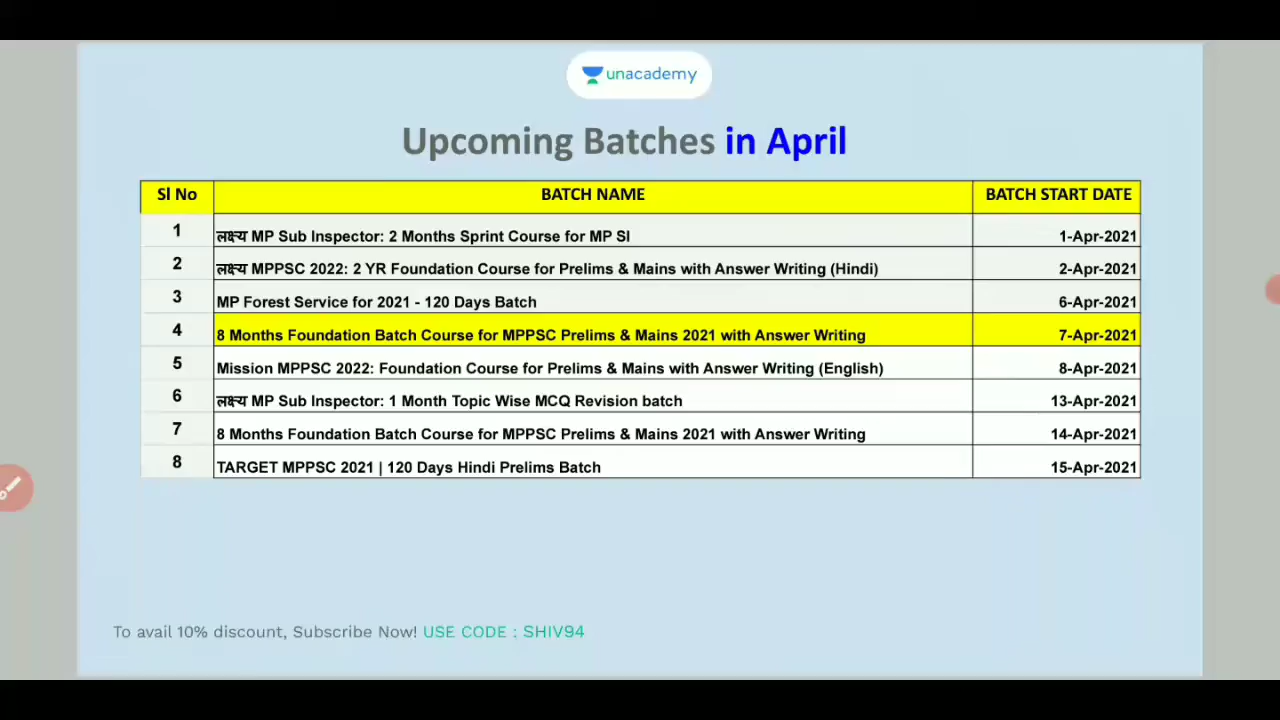 unacademy
Upcoming Batches in April
Sl No BATCH NAME BATCH START DATE
1 लक्ष्य MP Sub Inspector: 2 Months Sprint Course for MP SI 1-Apr-2021
2 लक्ष्य MPPSC 2022: 2 YR Foundation Course for Prelims & Mains with Answer Writing (Hindi) 2-Apr-2021
3 MP Forest Service for 2021 - 120 Days Batch 6-Apr-2021
4 8 Months Foundation Batch Course for MPPSC Prelims & Mains 2021 with Answer Writing 7-Apr-2021
5 Mission MPPSC 2022: Foundation Course for Prelims & Mains with Answer Writing (English) 8-Apr-2021
6 लक्ष्य MP Sub Inspector: 1 Month Topic Wise MCQ Revision batch 13-Apr-2021
7 8 Months Foundation Batch Course for MPPSC Prelims & Mains 2021 with Answer Writing 14-Apr-2021
8 TARGET MPPSC 2021 | 120 Days Hindi Prelims Batch 15-Apr-2021
To avail 10% discount, Subscribe Now! USE CODE : SHIV94